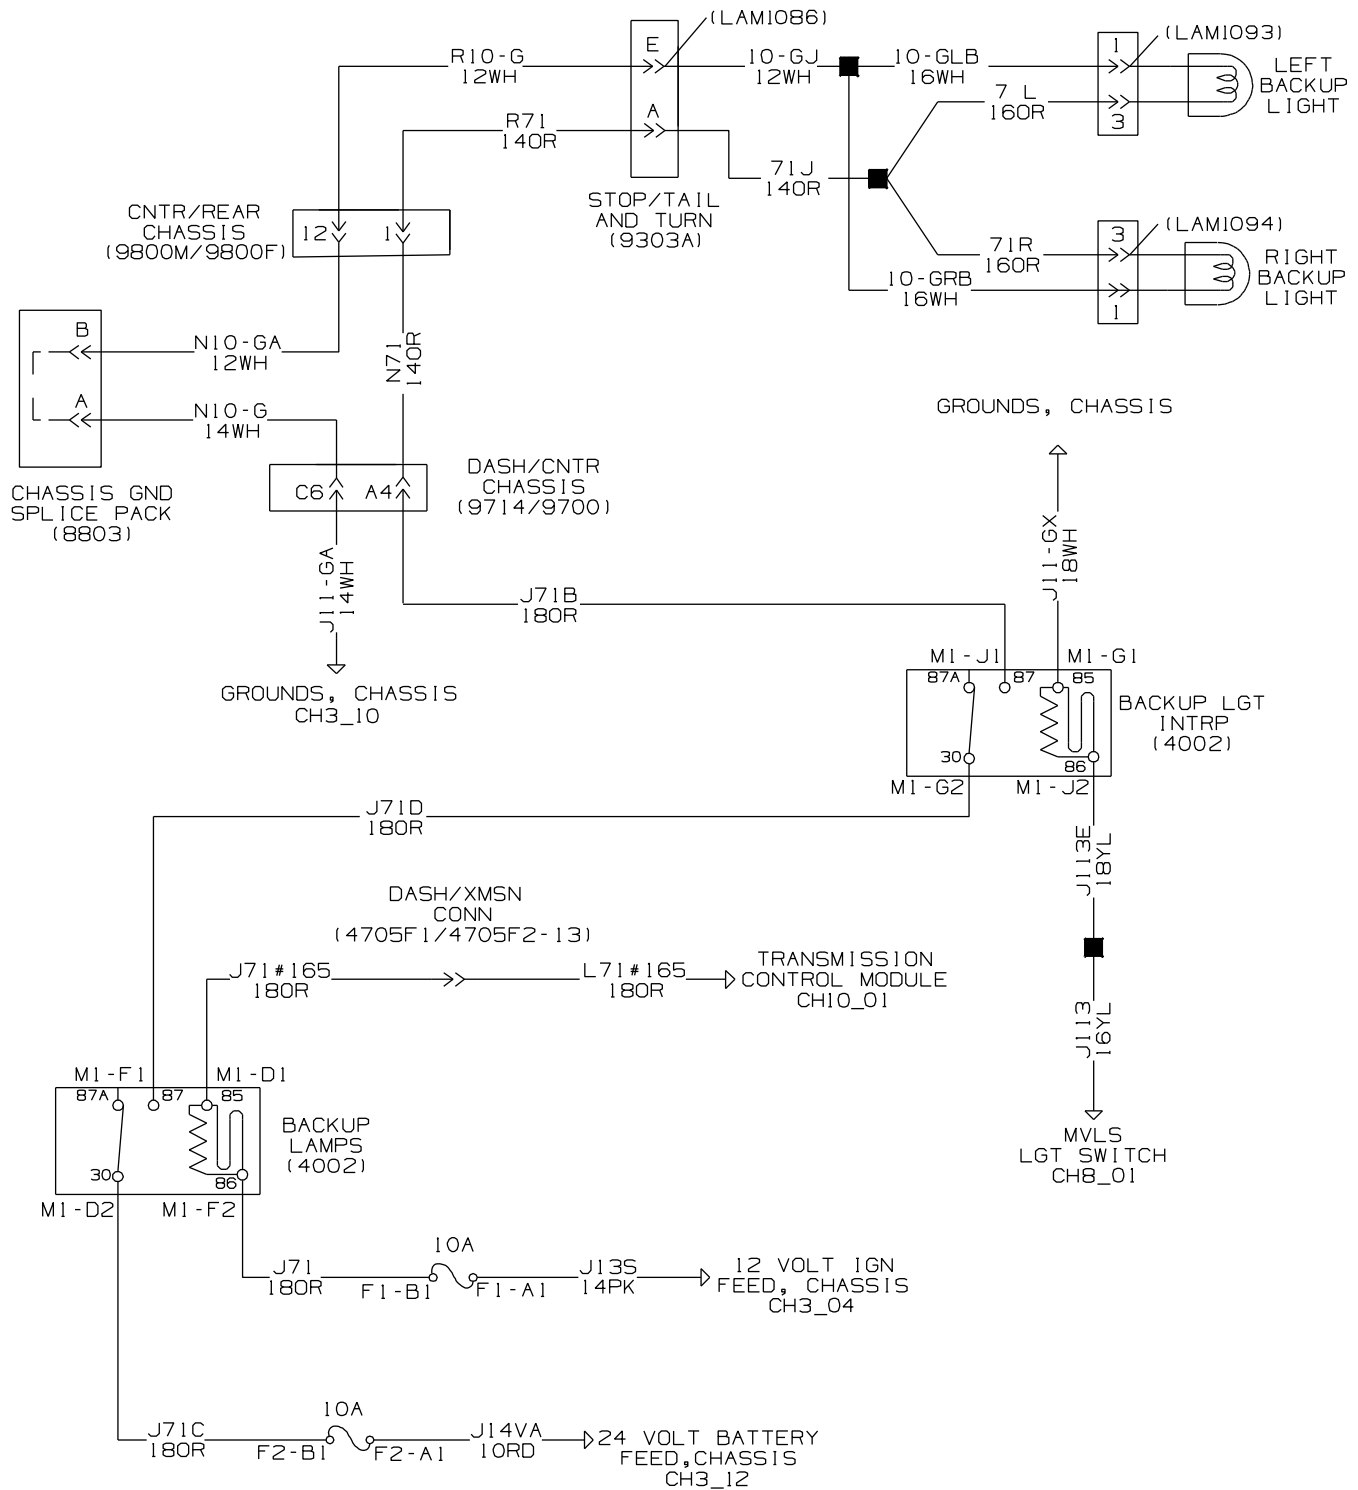 (LAM1086)
E
R10-G
12WH
10-GJ
12WH
10-GLB
16WH
1
(LAM1093)
LEFT
BACKUP
LIGHT
7 L
16OR
3
R71
14OR
A
71J
14OR
STOP/TAIL
AND TURN
(9303A)
CNTR/REAR
CHASSIS
(9800M/9800F)
12
1
3
(LAM1094)
71R
16OR
10-GRB
16WH
1
RIGHT
BACKUP
LIGHT
B
N10-GA
12WH
N71
14OR
A
N10-G
14WH
CHASSIS GND
SPLICE PACK
(8803)
C6
A4
DASH/CNTR
CHASSIS
(9714/9700)
GROUNDS, CHASSIS
J11-GX
18WH
J11-GA
14WH
J71B
18OR
GROUNDS, CHASSIS
CH3_10
M1-J1
M1-G1
87A
87
85
30
86
M1-G2
M1-J2
BACKUP LGT
INTRP
(4002)
J71D
18OR
J113E
18YL
DASH/XMSN
CONN
(4705F1/4705F2-13)
J71#165
18OR
L71#165
18OR
TRANSMISSION
CONTROL MODULE
CH10_01
J113
16YL
MVLS
LGT SWITCH
CH8_01
M1-F1
M1-D1
87A
87
85
30
86
M1-D2
M1-F2
BACKUP
LAMPS
(4002)
J71
18OR
10A
F1-B1
F1-A1
J13S
14PK
12 VOLT IGN
FEED, CHASSIS
CH3_04
J71C
18OR
10A
F2-B1
F2-A1
J14VA
10RD
24 VOLT BATTERY
FEED,CHASSIS
CH3_12